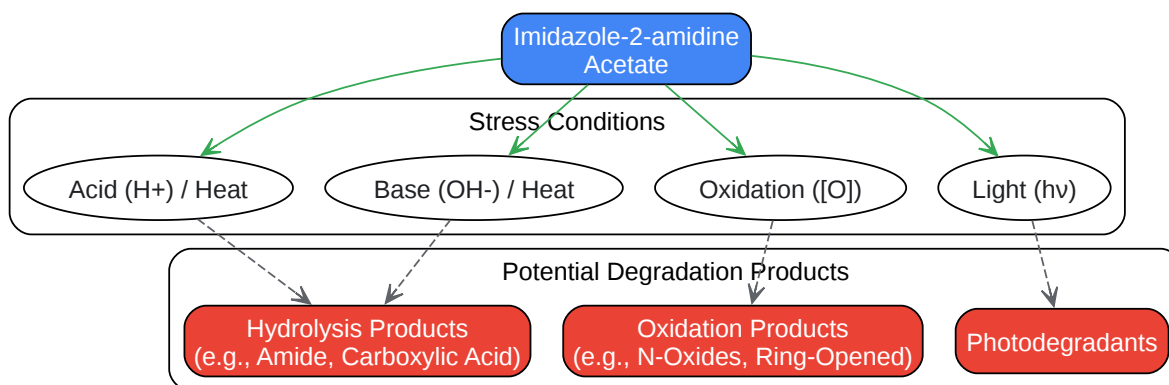 Imidazole-2-amidine
Acetate
Stress Conditions
Acid (H+) / Heat
Base (OH-) / Heat
Oxidation ([O])
Light (hν)
Potential Degradation Products
Hydrolysis Products
(e.g., Amide, Carboxylic Acid)
Oxidation Products
(e.g., N-Oxides, Ring-Opened)
Photodegradants